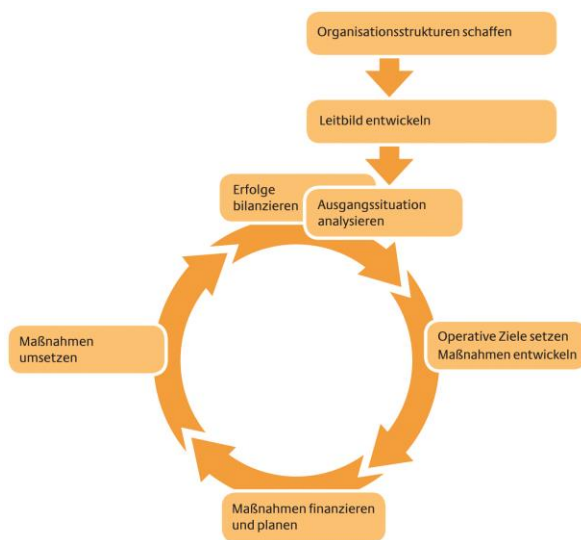 Organisationsstrukturen schaffen
Leitbild entwickeln
Erfolge
bilanzieren
Ausgangssituation
analysieren
Operative Ziele setzen
Maßnahmen entwickeln
Maßnahmen finanzieren
und planen
Maßnahmen
umsetzen